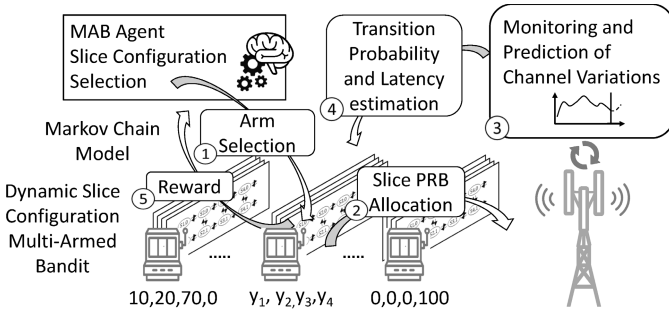 MAB Agent
Slice Configuration
Selection
Transition
Probability
and Latency
estimation
4
Monitoring and
Prediction of
Channel Variations
3
Markov Chain
Model
Arm
Selection
1
Dynamic Slice
Configuration
Multi-Armed
Bandit
5
Reward
Slice PRB
Allocation
2
..... .....
10,20,70,0 y₁, y₂,y₃,y₄ 0,0,0,100